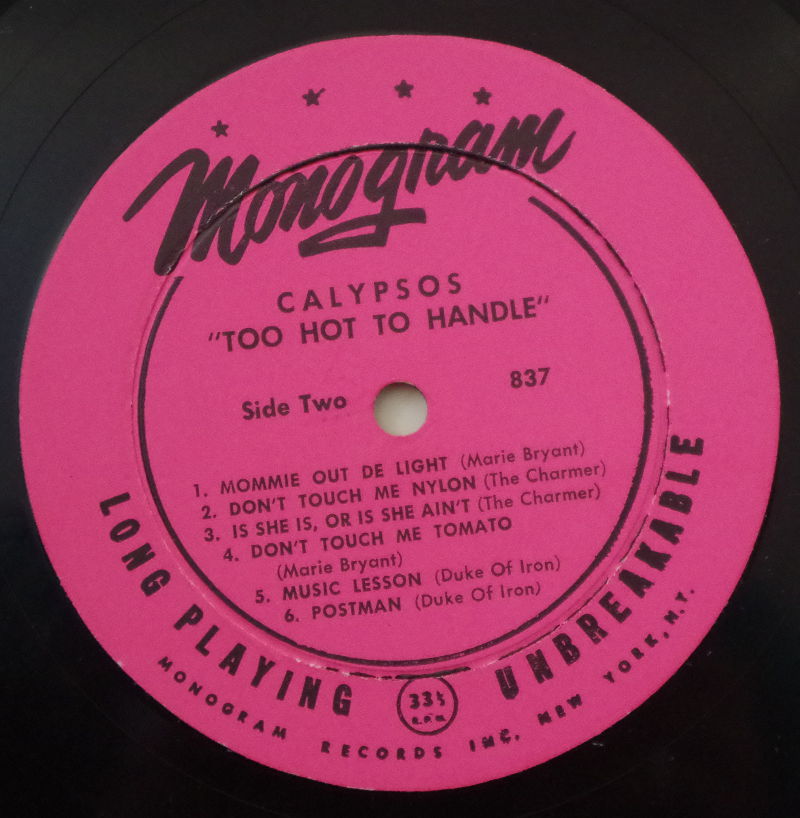 Monogram
CALYPSOS
"TOO HOT TO HANDLE"
Side Two
837
1. MOMMIE OUT DE LIGHT (Marie Bryant)
2. DON'T TOUCH ME NYLON (The Charmer)
3. IS SHE IS, OR IS SHE AIN'T (The Charmer)
4. DON'T TOUCH ME TOMATO
(Marie Bryant)
5. MUSIC LESSON (Duke Of Iron)
6. POSTMAN (Duke Of Iron)
LONG PLAYING
33⅓
R.P.M.
UNBREAKABLE
MONOGRAM RECORDS INC. NEW YORK, N.Y.